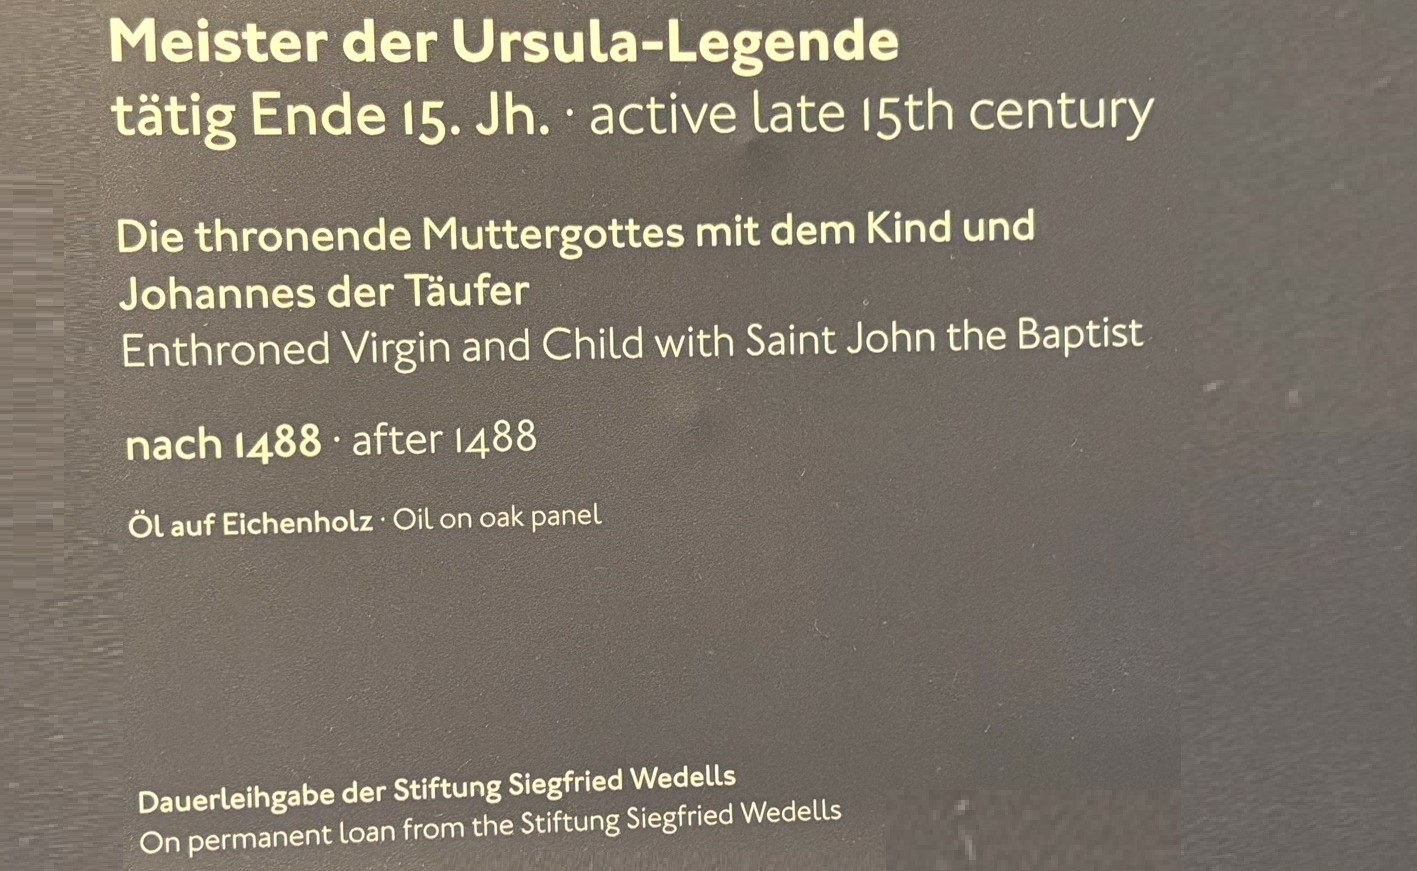 Meister der Ursula-Legende
tätig Ende 15. Jh. · active late 15th century
Die thronende Muttergottes mit dem Kind und
Johannes der Täufer
Enthroned Virgin and Child with Saint John the Baptist
nach 1488 · after 1488
Öl auf Eichenholz · Oil on oak panel
Dauerleihgabe der Stiftung Siegfried Wedells
On permanent loan from the Stiftung Siegfried Wedells